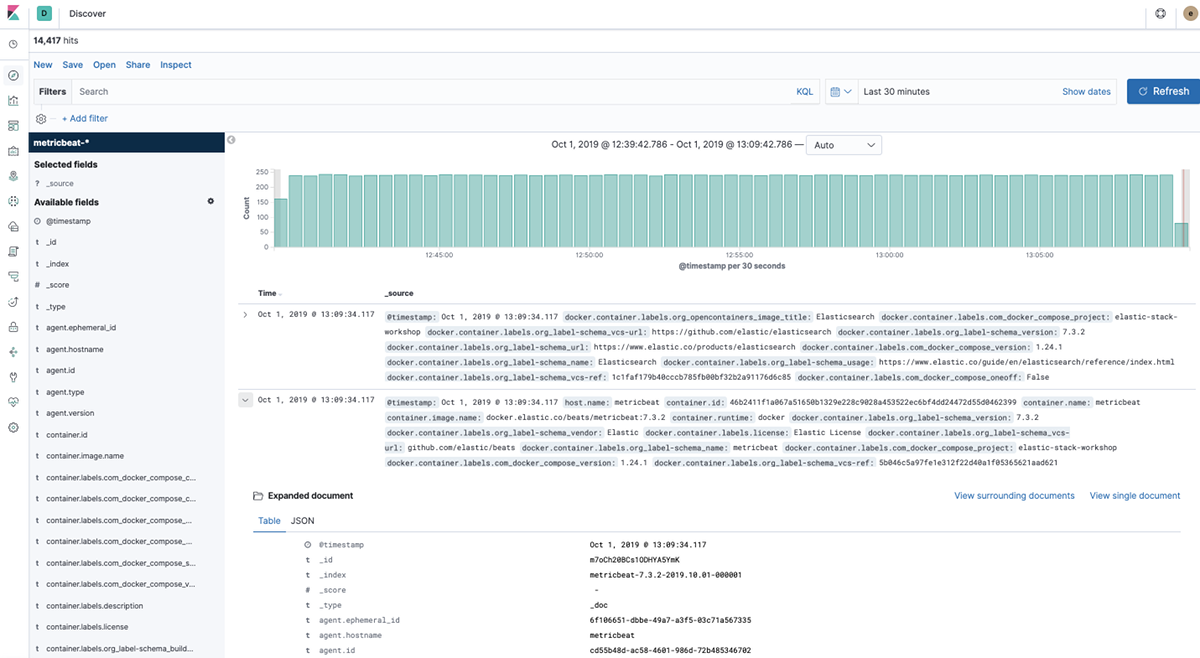 D Discover e
14,417 hits
New Save Open Share Inspect
Filters Search KQL Last 30 minutes Show dates Refresh
+ Add filter
metricbeat-*
Selected fields
? _source
Available fields
@timestamp
t _id
t _index
# _score
t _type
t agent.ephemeral_id
t agent.hostname
t agent.id
t agent.type
t agent.version
t container.id
t container.image.name
t container.labels.com_docker_compose_c...
t container.labels.com_docker_compose_c...
t container.labels.com_docker_compose_...
t container.labels.com_docker_compose_...
t container.labels.com_docker_compose_s...
t container.labels.com_docker_compose_v...
t container.labels.description
t container.labels.license
t container.labels.org_label-schema_build...
Oct 1, 2019 @ 12:39:42.786 - Oct 1, 2019 @ 13:09:42.786 — Auto
Count
250
200
150
100
50
0
12:45:00 12:50:00 12:55:00 13:00:00 13:05:00
@timestamp per 30 seconds
Time _source
Oct 1, 2019 @ 13:09:34.117 @timestamp: Oct 1, 2019 @ 13:09:34.117 docker.container.labels.org_opencontainers_image_title: Elasticsearch docker.container.labels.com_docker_compose_project: elastic-stack-
workshop docker.container.labels.org_label-schema_vcs-url: https://github.com/elastic/elasticsearch docker.container.labels.org_label-schema_version: 7.3.2
docker.container.labels.org_label-schema_url: https://www.elastic.co/products/elasticsearch docker.container.labels.com_docker_compose_version: 1.24.1
docker.container.labels.org_label-schema_name: Elasticsearch docker.container.labels.org_label-schema_usage: https://www.elastic.co/guide/en/elasticsearch/reference/index.html
docker.container.labels.org_label-schema_vcs-ref: 1c1faf179b40cccb785fb00bf32b2a91176d6c85 docker.container.labels.com_docker_compose_oneoff: False
Oct 1, 2019 @ 13:09:34.117 @timestamp: Oct 1, 2019 @ 13:09:34.117 host.name: metricbeat container.id: 46b2411f1a067a51650b1329e228c9028a453522ec6bf4dd24472d55d0462399 container.name: metricbeat
container.image.name: docker.elastic.co/beats/metricbeat:7.3.2 container.runtime: docker docker.container.labels.org_label-schema_version: 7.3.2
docker.container.labels.org_label-schema_vendor: Elastic docker.container.labels.license: Elastic License docker.container.labels.org_label-schema_vcs-
url: github.com/elastic/beats docker.container.labels.org_label-schema_name: metricbeat docker.container.labels.com_docker_compose_project: elastic-stack-workshop
docker.container.labels.com_docker_compose_version: 1.24.1 docker.container.labels.org_label-schema_vcs-ref: 5b046c5a97fe1e312f22d40a1f05365621aad621
Expanded document View surrounding documents View single document
Table JSON
@timestamp Oct 1, 2019 @ 13:09:34.117
t _id m7oCh20BCs1ODHYA5YmK
t _index metricbeat-7.3.2-2019.10.01-000001
# _score -
t _type _doc
t agent.ephemeral_id 6f106651-dbbe-49a7-a3f5-03c71a567335
t agent.hostname metricbeat
t agent.id cd55b48d-ac58-4601-986d-72b485346702